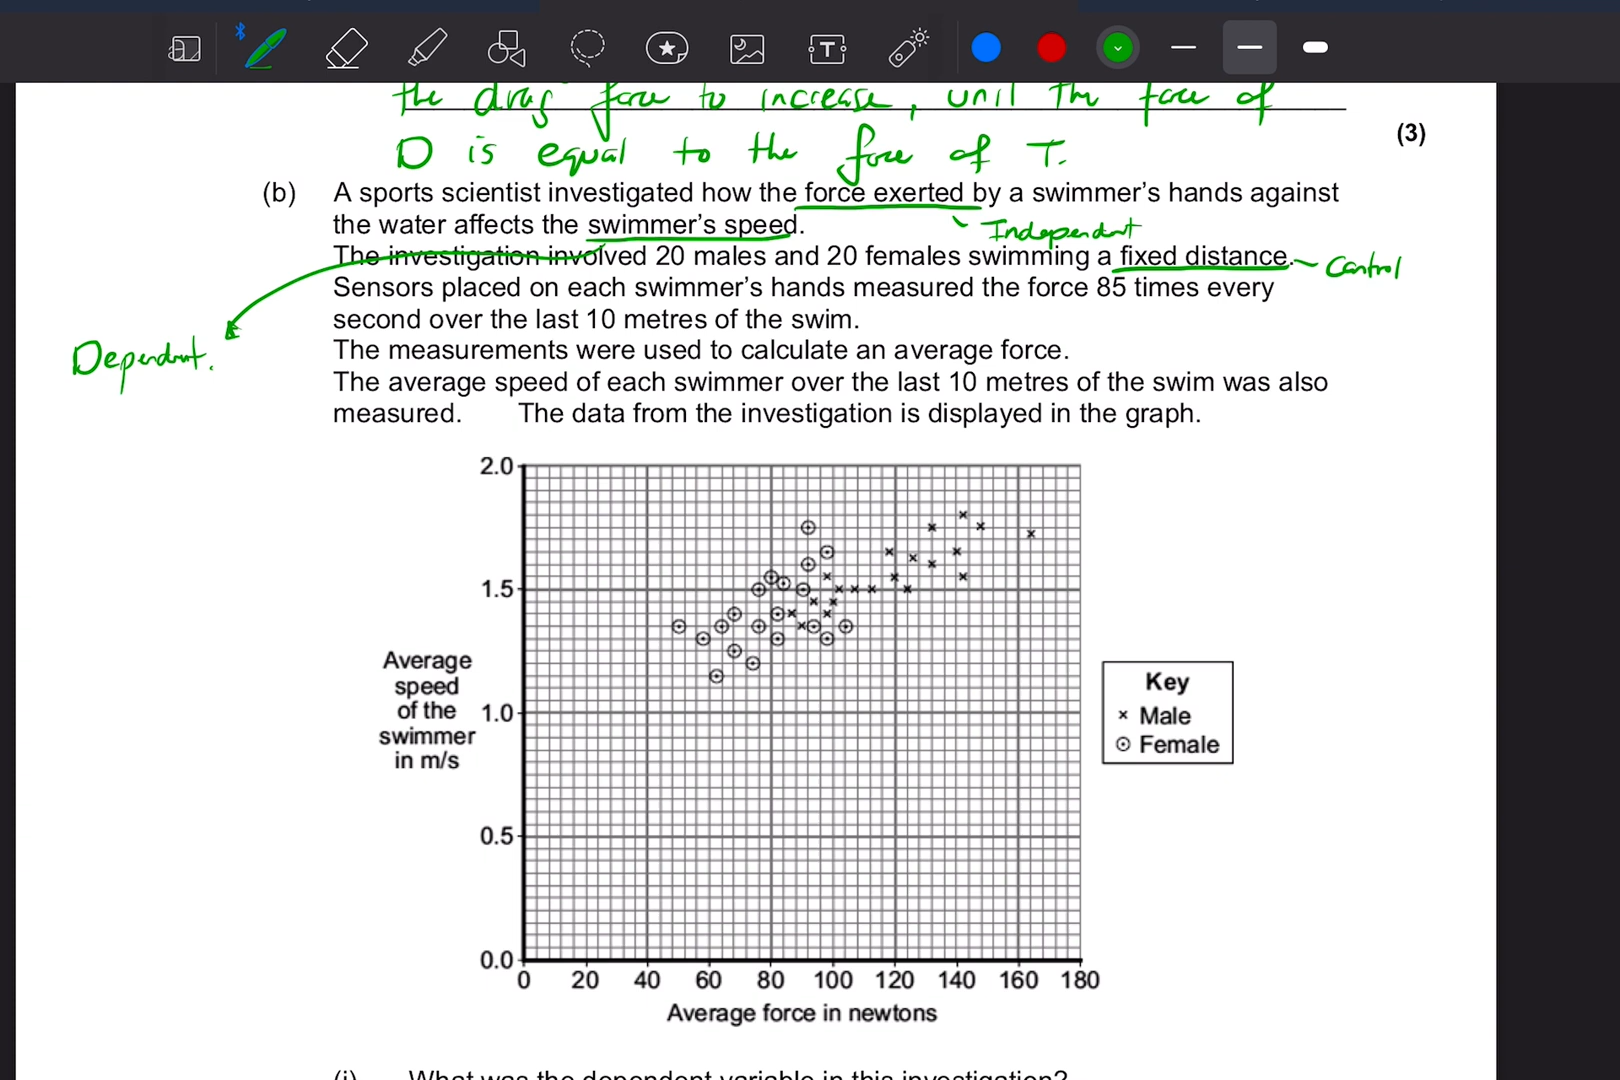 the drag force to increase, until the force of
(3)
D is equal to the force of T.
(b) A sports scientist investigated how the force exerted by a swimmer's hands against
the water affects the swimmer's speed.
Independent
The investigation involved 20 males and 20 females swimming a fixed distance.
Control
Sensors placed on each swimmer's hands measured the force 85 times every
second over the last 10 metres of the swim.
Dependent.
The measurements were used to calculate an average force.
The average speed of each swimmer over the last 10 metres of the swim was also
measured. The data from the investigation is displayed in the graph.
2.0
1.5
Average
speed
of the
swimmer
in m/s
1.0
0.5
0.0
Key
Male
Female
0 20 40 60 80 100 120 140 160 180
Average force in newtons
(i) What was the dependent variable in this investigation?